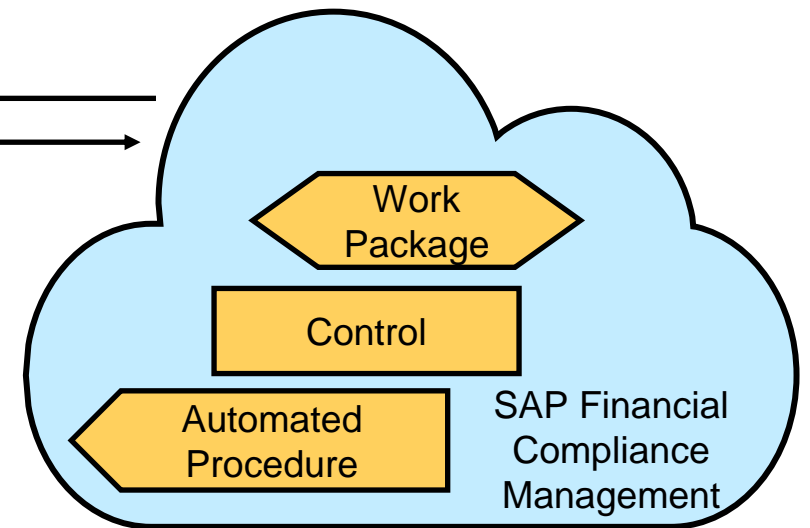 Work
Package
Control
Automated
Procedure
SAP Financial
Compliance
Management